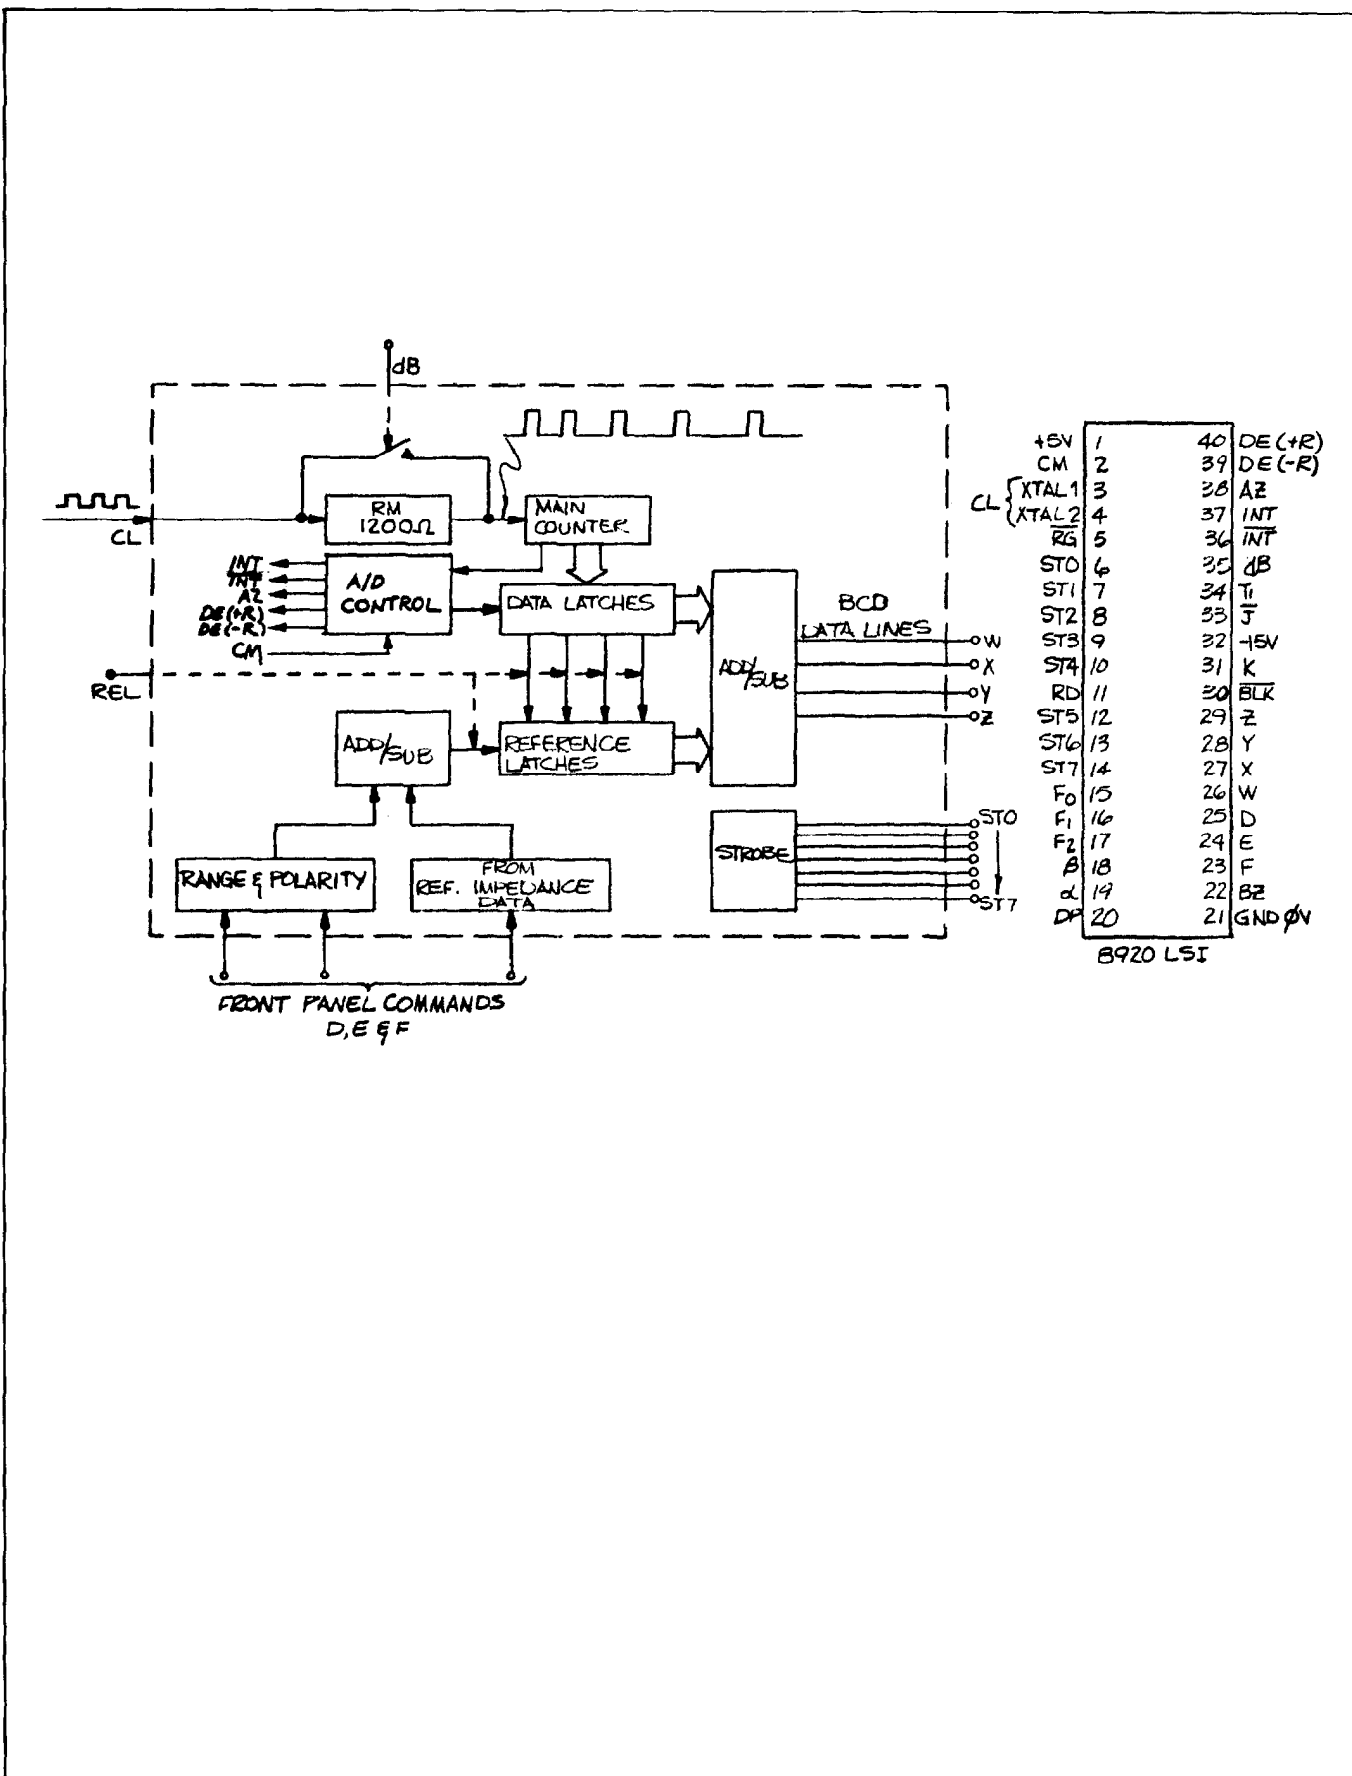 dB
CL
RM
1200Ω
MAIN
COUNTER
INT
I̅N̅T̅
AZ
DE(+R)
DE(-R)
CM
A/D
CONTROL
DATA LATCHES
REL
ADD/SUB
REFERENCE
LATCHES
ADD/SUB
BCD
DATA LINES
W
X
Y
Z
RANGE & POLARITY
FROM
REF. IMPEDANCE
DATA
STROBE
ST0
ST7
FRONT PANEL COMMANDS
D, E & F
+5V 1 40 DE(+R)
CM 2 39 DE(-R)
CL { XTAL1 3 38 AZ
XTAL2 4 37 INT
R̅G̅ 5 36 I̅N̅T̅
ST0 6 35 dB
ST1 7 34 T1
ST2 8 33 J̅
ST3 9 32 -15V
ST4 10 31 K
RD 11 30 B̅L̅K̅
ST5 12 29 Z
ST6 13 28 Y
ST7 14 27 X
F0 15 26 W
F1 16 25 D
F2 17 24 E
β 18 23 F
α 19 22 BZ
DP 20 21 GND ØV
8920 LSI